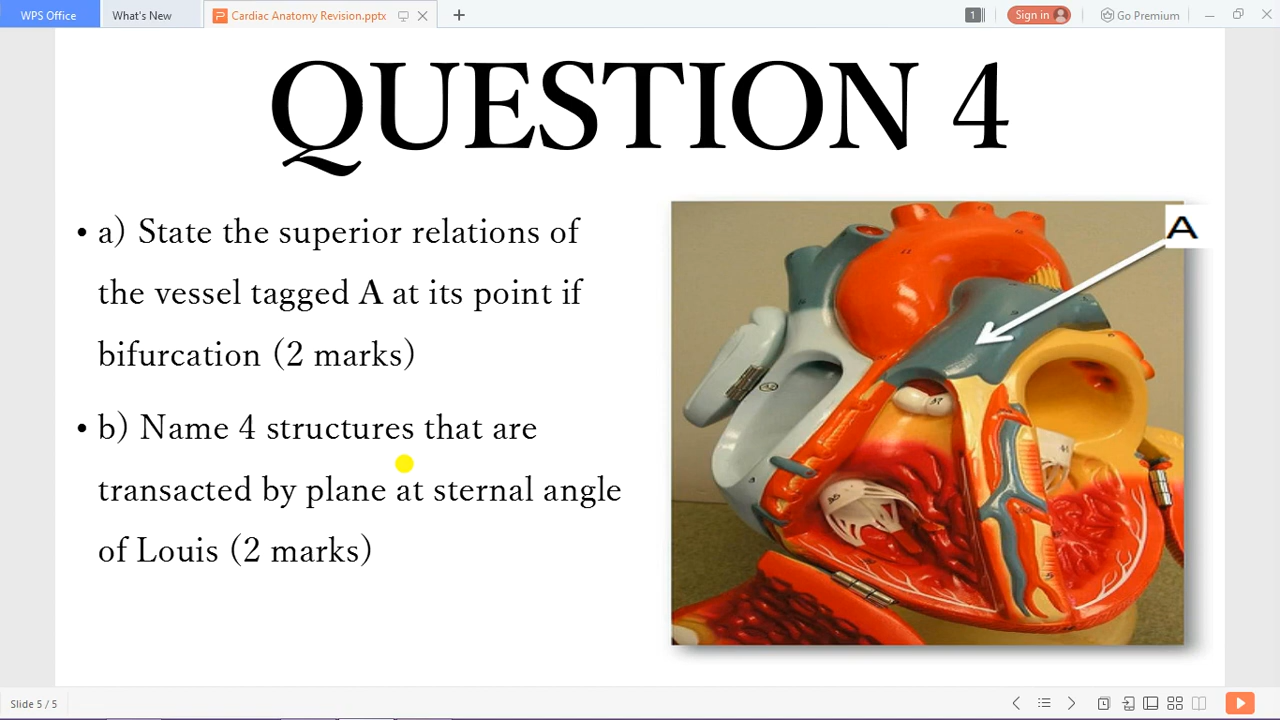 WPS Office
What's New
Cardiac Anatomy Revision.pptx
1
Sign in
Go Premium
QUESTION 4
• a) State the superior relations of
the vessel tagged A at its point if
bifurcation (2 marks)
• b) Name 4 structures that are
transacted by plane at sternal angle
of Louis (2 marks)
A
Slide 5 / 5